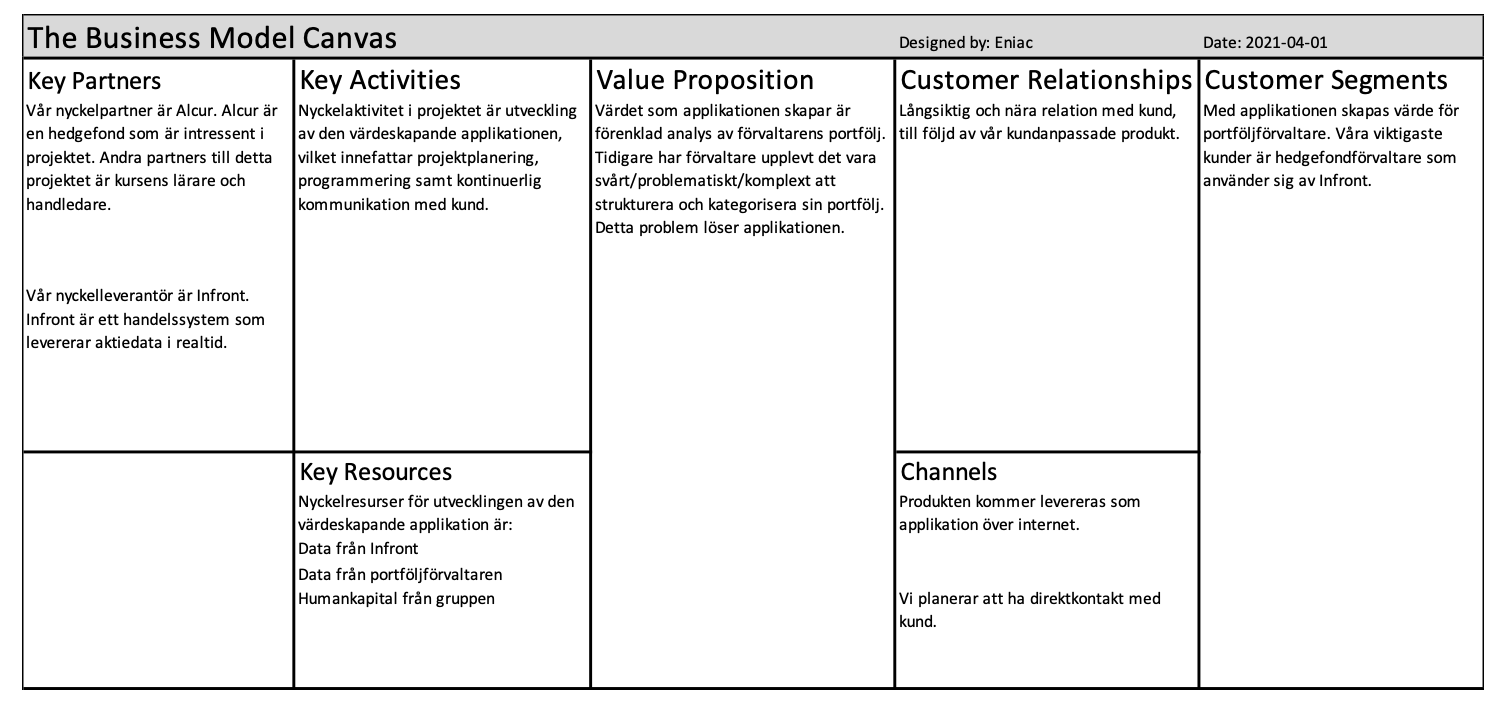 The Business Model Canvas
Designed by: Eniac
Date: 2021-04-01
Key Partners
Vår nyckelpartner är Alcur. Alcur är
en hedgefond som är intressent i
projektet. Andra partners till detta
projektet är kursens lärare och
handledare.
Vår nyckelleverantör är Infront.
Infront är ett handelssystem som
levererar aktiedata i realtid.
Key Activities
Nyckelaktivitet i projektet är utveckling
av den värdeskapande applikationen,
vilket innefattar projektplanering,
programmering samt kontinuerlig
kommunikation med kund.
Key Resources
Nyckelresurser för utvecklingen av den
värdeskapande applikation är:
Data från Infront
Data från portföljförvaltaren
Humankapital från gruppen
Value Proposition
Värdet som applikationen skapar är
förenklad analys av förvaltarens portfölj.
Tidigare har förvaltare upplevt det vara
svårt/problematiskt/komplext att
strukturera och kategorisera sin portfölj.
Detta problem löser applikationen.
Customer Relationships
Långsiktig och nära relation med kund,
till följd av vår kundanpassade produkt.
Channels
Produkten kommer levereras som
applikation över internet.
Vi planerar att ha direktkontakt med
kund.
Customer Segments
Med applikationen skapas värde för
portföljförvaltare. Våra viktigaste
kunder är hedgefondförvaltare som
använder sig av Infront.